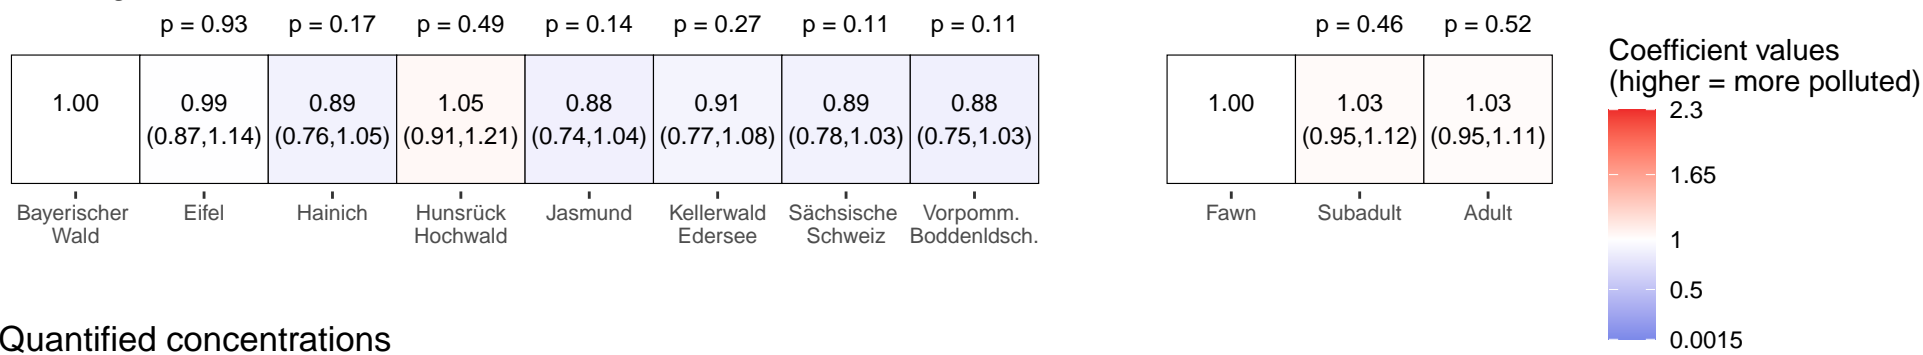 p = 0.93 p = 0.17 p = 0.49 p = 0.14 p = 0.27 p = 0.11 p = 0.11 p = 0.46 p = 0.52
1.00 0.99 0.89 1.05 0.88 0.91 0.89 0.88 1.00 1.03 1.03
(0.87,1.14) (0.76,1.05) (0.91,1.21) (0.74,1.04) (0.77,1.08) (0.78,1.03) (0.75,1.03) (0.95,1.12) (0.95,1.11)
Bayerischer Eifel Hainich Hunsrück Jasmund Kellerwald Sächsische Vorpomm. Fawn Subadult Adult
Wald Hochwald Edersee Schweiz Boddenldsch.
Coefficient values
(higher = more polluted)
2.3
1.65
1
0.5
0.0015
Quantified concentrations